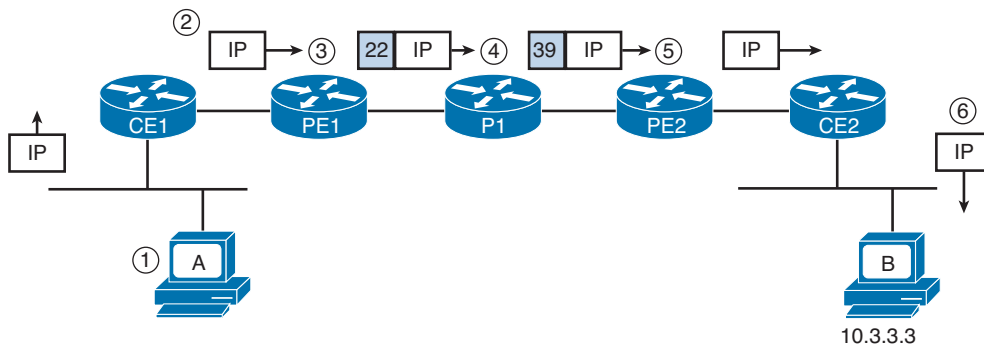 ② IP ③ 22 IP ④ 39 IP ⑤ IP
CE1 PE1 P1 PE2 CE2
IP
⑥
IP
① A
B
10.3.3.3